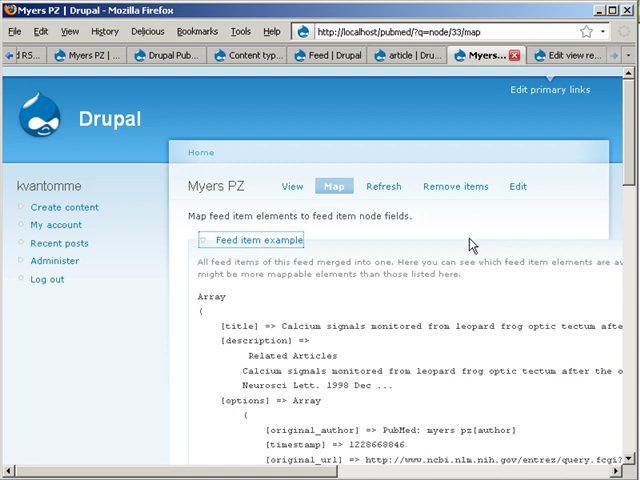 Myers PZ | Drupal - Mozilla Firefox
File Edit View History Delicious Bookmarks Tools Help
http://pubmed/?q=node/33/map
d RS... Myers PZ | ... Drupal Pub... Content typ... Feed | Drupal article | Dru... Myers... Edit view re...
Edit primary links
Drupal
Home
kvantomme
Create content
My account
Recent posts
Administer
Log out
Myers PZ View Map Refresh Remove items Edit
Map feed item elements to feed item node fields.
Feed item example
All feed items of this feed merged into one. Here you can see which feed item elements are av
might be more mappable elements than those listed here.
Array
(
[title] => Calcium signals monitored from leopard frog optic tectum afte
[description] =>
Related Articles
Calcium signals monitored from leopard frog optic tectum after the o
Neurosci Lett. 1998 Dec ...
[options] => Array
(
[original_author] => PubMed: myers pz[author]
[timestamp] => 1228668846
[original_url] => http://www.ncbi.nlm.nih.gov/entrez/query.fcgi?